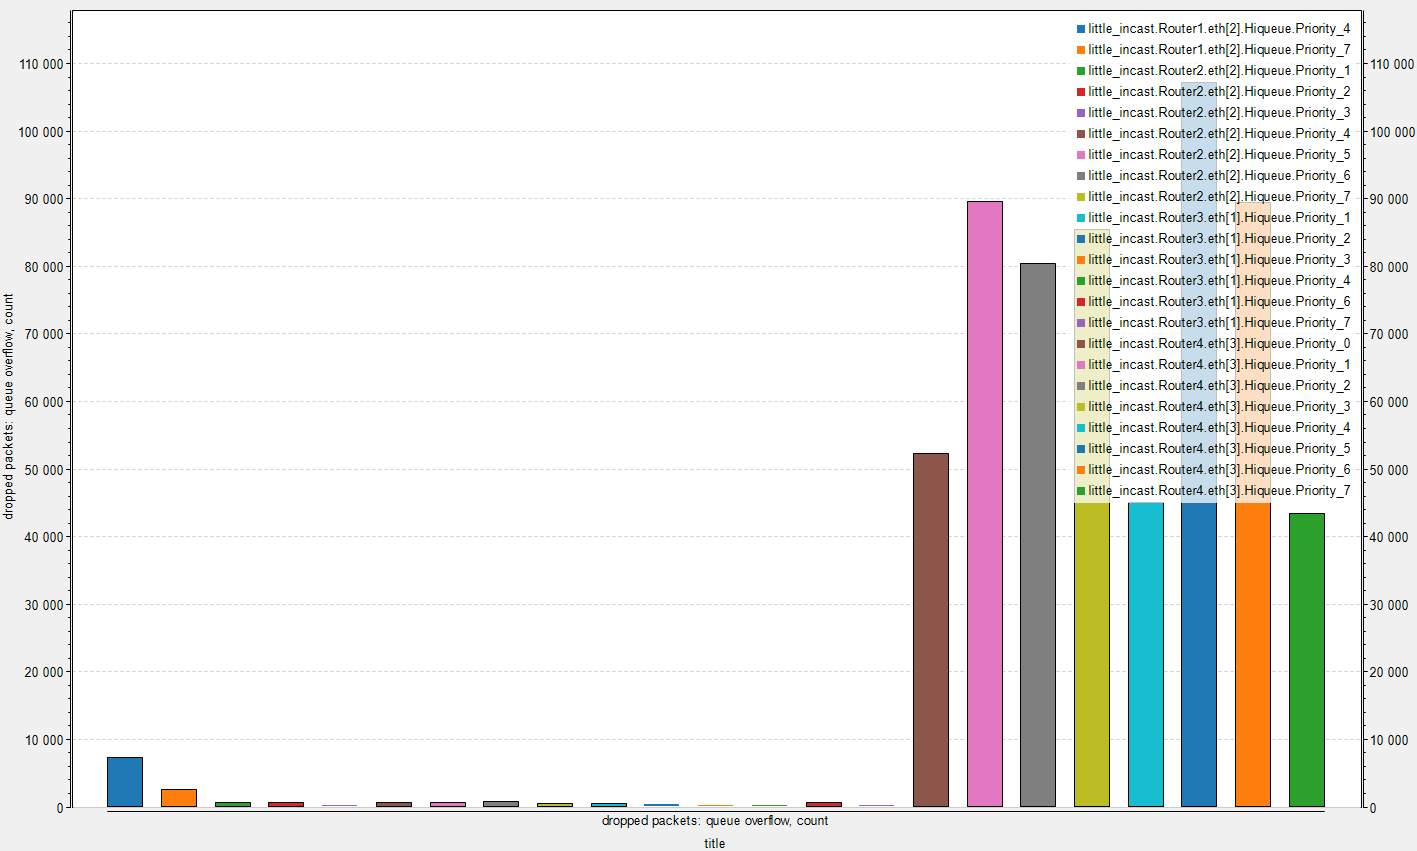 little_incast.Router1.eth[2].Hiqueue.Priority_4
little_incast.Router1.eth[2].Hiqueue.Priority_7
little_incast.Router2.eth[2].Hiqueue.Priority_1
little_incast.Router2.eth[2].Hiqueue.Priority_2
little_incast.Router2.eth[2].Hiqueue.Priority_3
little_incast.Router2.eth[2].Hiqueue.Priority_4
little_incast.Router2.eth[2].Hiqueue.Priority_5
little_incast.Router2.eth[2].Hiqueue.Priority_6
little_incast.Router2.eth[2].Hiqueue.Priority_7
little_incast.Router3.eth[1].Hiqueue.Priority_1
little_incast.Router3.eth[1].Hiqueue.Priority_2
little_incast.Router3.eth[1].Hiqueue.Priority_3
little_incast.Router3.eth[1].Hiqueue.Priority_4
little_incast.Router3.eth[1].Hiqueue.Priority_6
little_incast.Router3.eth[1].Hiqueue.Priority_7
little_incast.Router4.eth[3].Hiqueue.Priority_0
little_incast.Router4.eth[3].Hiqueue.Priority_1
little_incast.Router4.eth[3].Hiqueue.Priority_2
little_incast.Router4.eth[3].Hiqueue.Priority_3
little_incast.Router4.eth[3].Hiqueue.Priority_4
little_incast.Router4.eth[3].Hiqueue.Priority_5
little_incast.Router4.eth[3].Hiqueue.Priority_6
little_incast.Router4.eth[3].Hiqueue.Priority_7
dropped packets: queue overflow, count
110 000
100 000
90 000
80 000
70 000
60 000
50 000
40 000
30 000
20 000
10 000
0
110 000
100 000
90 000
80 000
70 000
60 000
50 000
40 000
30 000
20 000
10 000
0
dropped packets: queue overflow, count
title